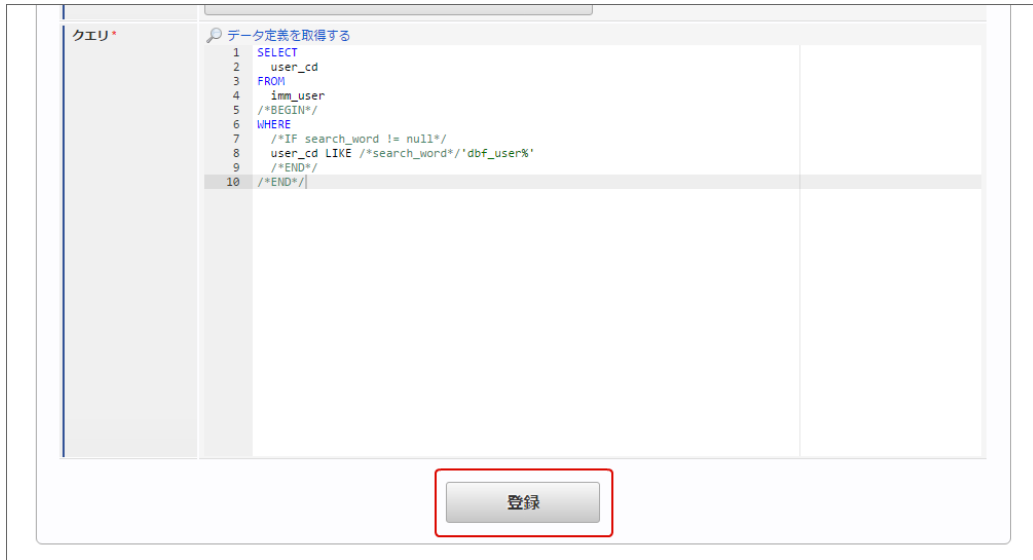 クエリ*
データ定義を取得する
1 SELECT
2   user_cd
3 FROM
4   imm_user
5 /*BEGIN*/
6 WHERE
7   /*IF search_word != null*/
8   user_cd LIKE /*search_word*/'dbf_user%'
9   /*END*/
10 /*END*/
登録